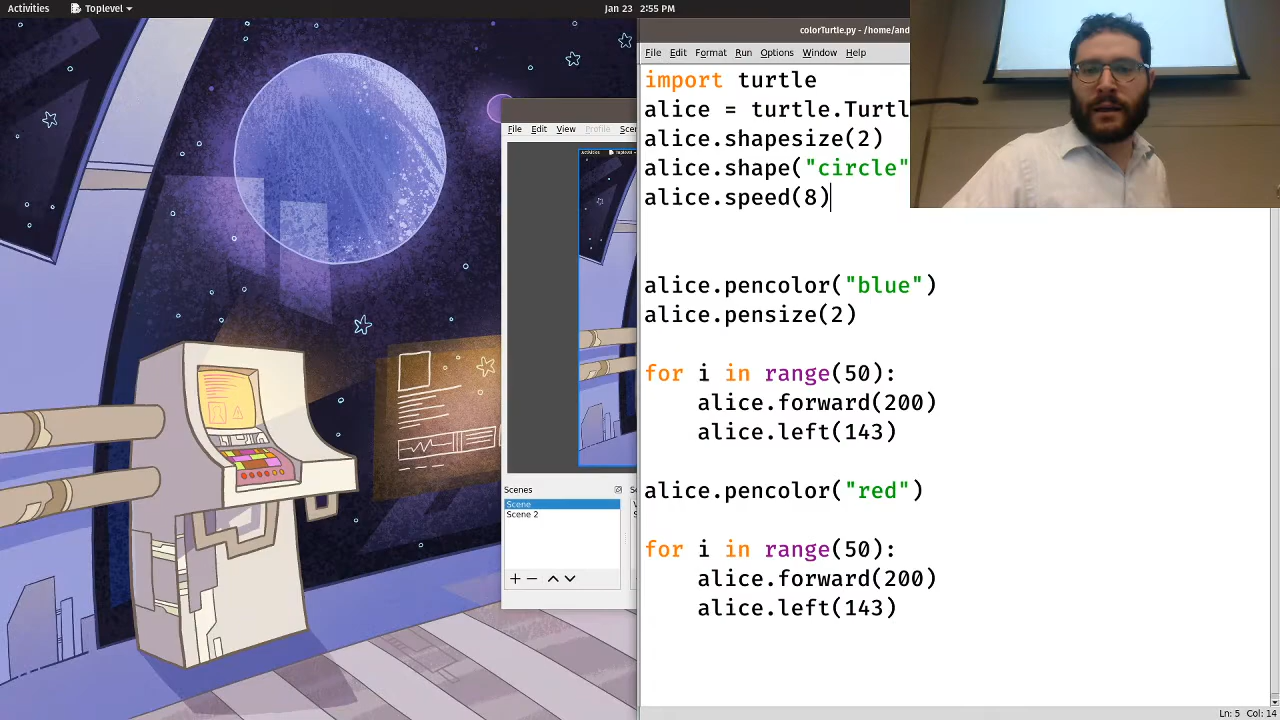 Activities
Toplevel
Jan 23 2:55 PM
colorTurtle.py - /home/and
File Edit Format Run Options Window Help
import turtle
alice = turtle.Turtl
alice.shapesize(2)
alice.shape("circle"
alice.speed(8)
alice.pencolor("blue")
alice.pensize(2)
for i in range(50):
alice.forward(200)
alice.left(143)
alice.pencolor("red")
for i in range(50):
alice.forward(200)
alice.left(143)
Ln: 5 Col: 14
File Edit View Profile Scen
Scenes
Scene
Scene 2